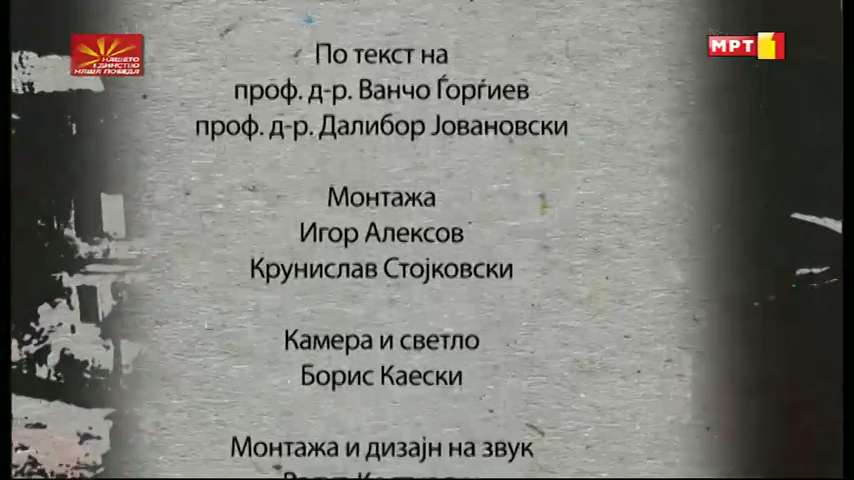 НАШЕТО
ЕДИНСТВО
НАША ПОБЕДА
МРТ 1
По текст на
проф. д-р. Ванчо Ѓорѓиев
проф. д-р. Далибор Јовановски
Монтажа
Игор Алексов
Крунислав Стојковски
Камера и светло
Борис Каески
Монтажа и дизајн на звук